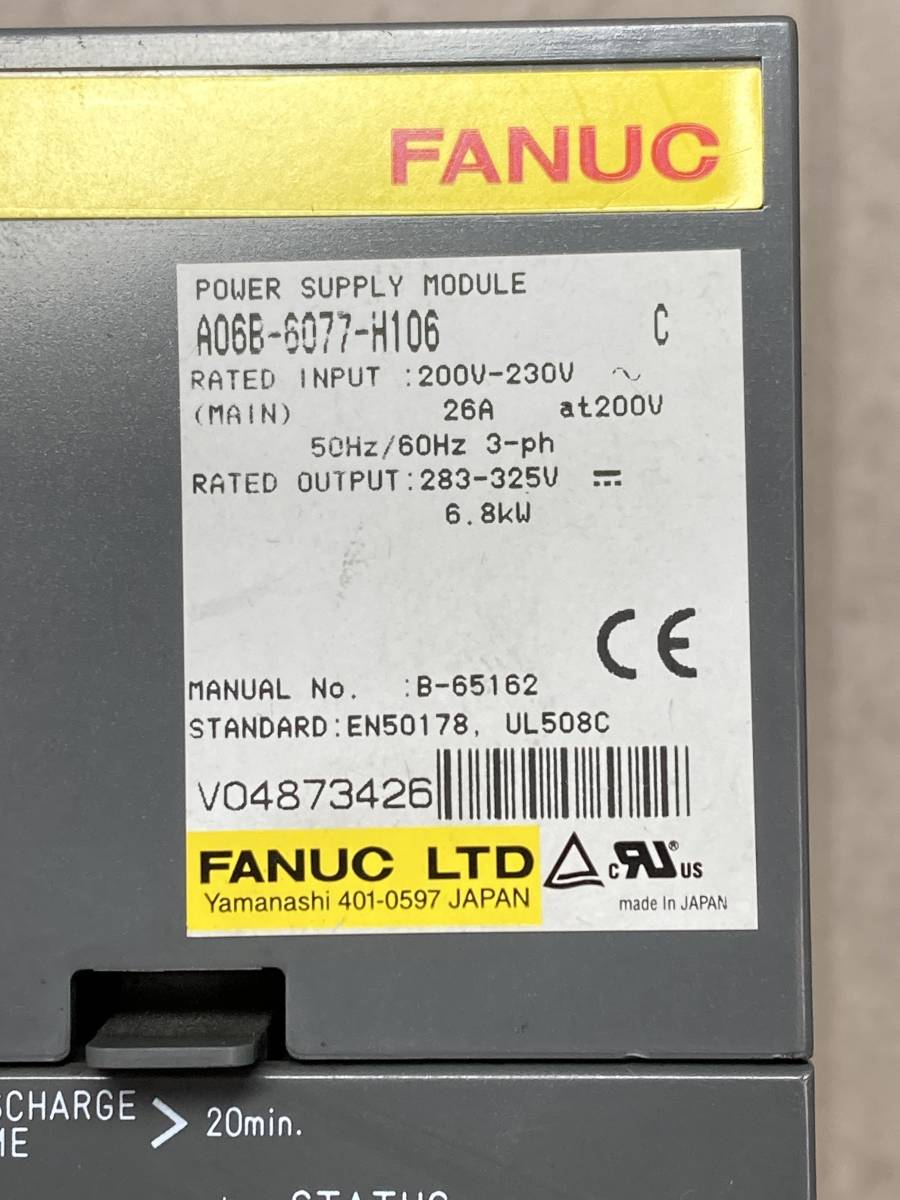 FANUC
POWER SUPPLY MODULE
A06B-6077-H106 C
RATED INPUT :200V-230V ~
(MAIN) 26A at200V
50Hz/60Hz 3-ph
RATED OUTPUT:283-325V ⎓
6.8kW
CE
MANUAL No. :B-65162
STANDARD:EN50178, UL508C
V04873426
FANUC LTD
Yamanashi 401-0597 JAPAN
c RU ® US
made In JAPAN
SCHARGE
ME > 20min.
STATUS